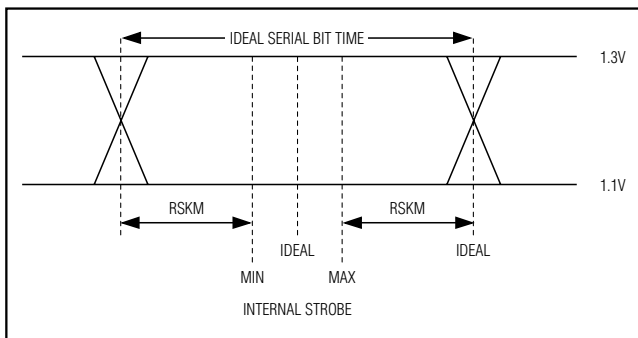 IDEAL SERIAL BIT TIME
1.3V
1.1V
RSKM
RSKM
IDEAL
IDEAL
MIN
MAX
INTERNAL STROBE